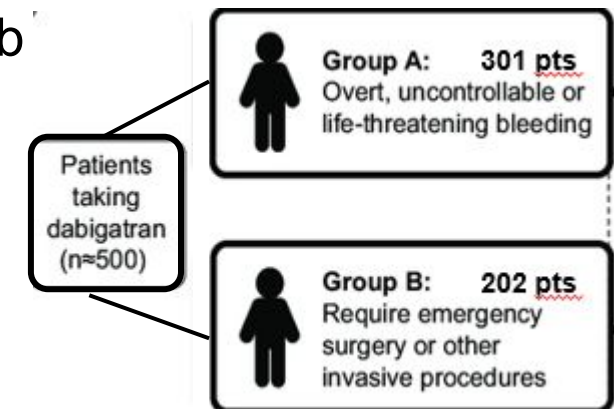 b
Group A: 301 pts
Overt, uncontrollable or
life-threatening bleeding
Patients
taking
dabigatran
(n≈500)
Group B: 202 pts
Require emergency
surgery or other
invasive procedures